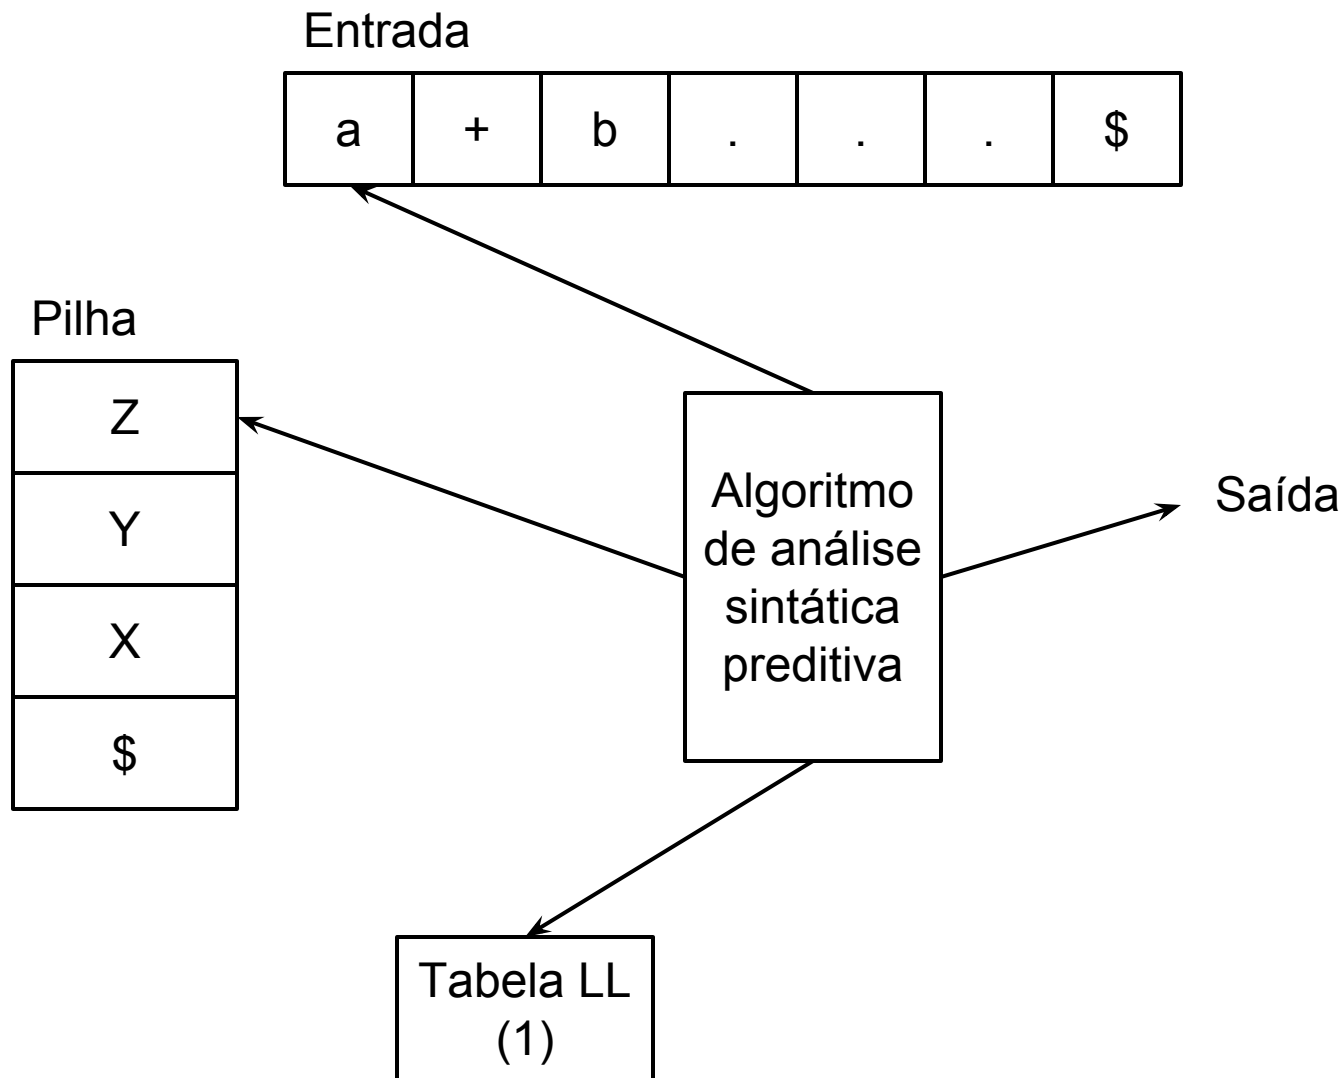 Entrada
a + b . . . $
Pilha
Z
Y
X
$
Algoritmo
de análise
sintática
preditiva
Saída
Tabela LL
(1)